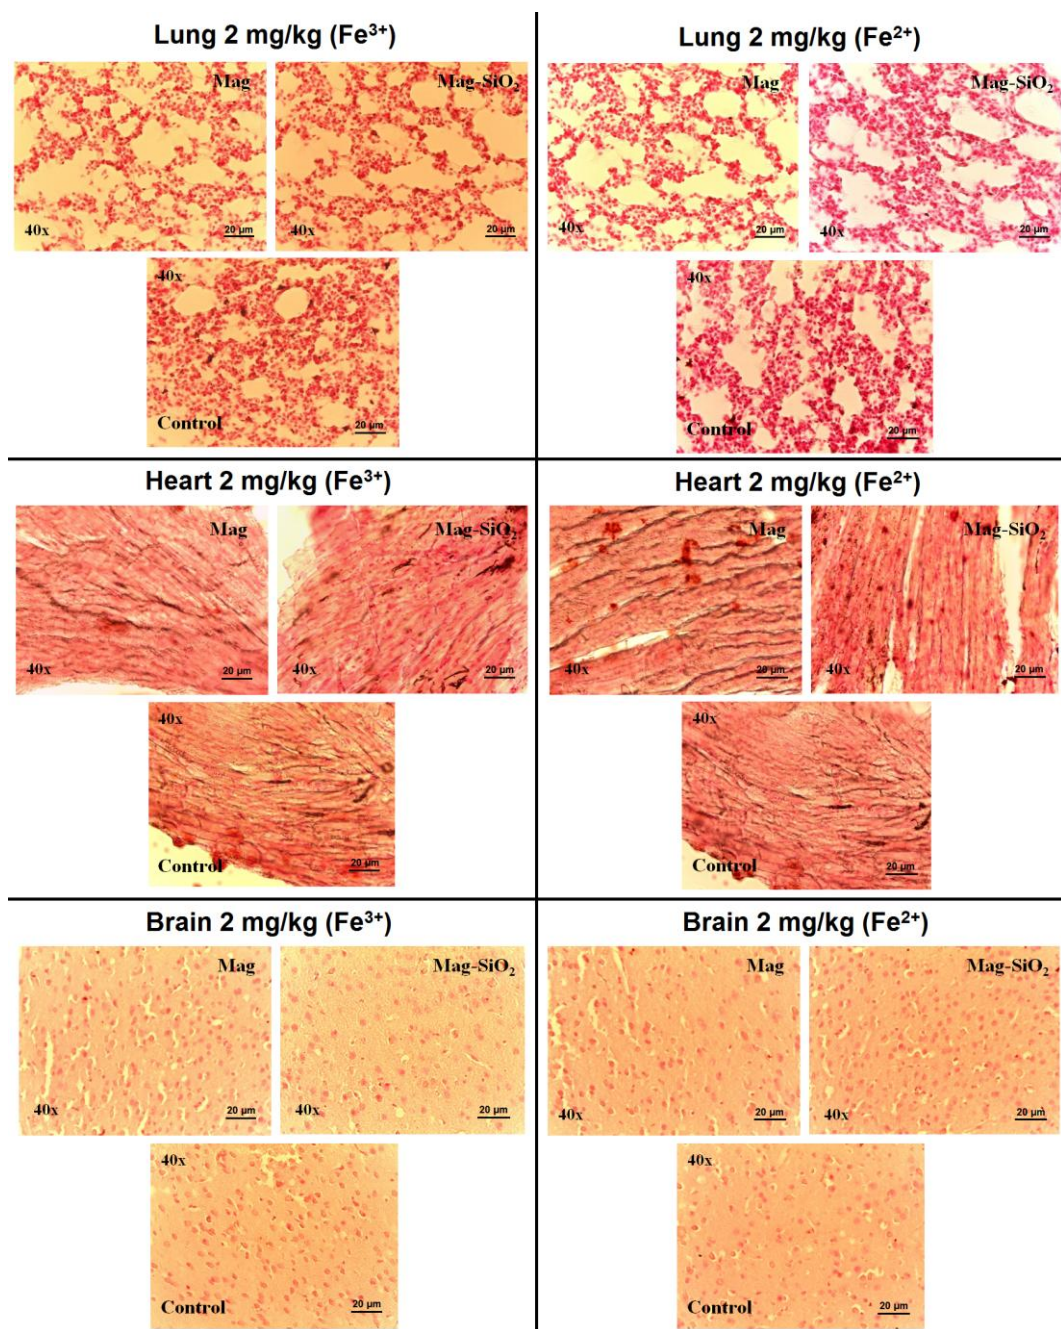 Lung 2 mg/kg (Fe³⁺)
Mag
40x
20 µm
Mag-SiO₂
20 µm
40x
Control
20 µm
Lung 2 mg/kg (Fe²⁺)
Mag
40x
20 µm
Mag-SiO₂
40x
20 µm
40x
Control
20 µm
Heart 2 mg/kg (Fe³⁺)
Mag
40x
20 µm
Mag-SiO₂
40x
20 µm
40x
Control
20 µm
Heart 2 mg/kg (Fe²⁺)
Mag
40x
20 µm
Mag-SiO₂
40x
20 µm
40x
Control
20 µm
Brain 2 mg/kg (Fe³⁺)
Mag
40x
20 µm
Mag-SiO₂
40x
20 µm
40x
Control
20 µm
Brain 2 mg/kg (Fe²⁺)
Mag
40x
20 µm
Mag-SiO₂
40x
20 µm
40x
Control
20 µm